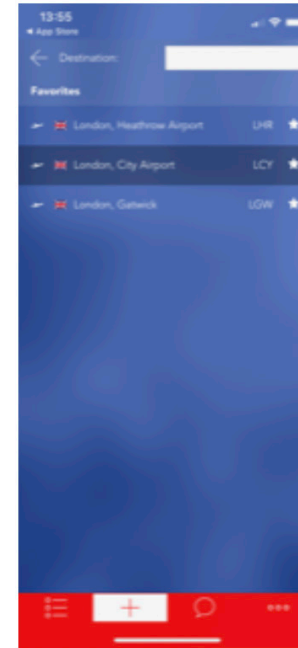 13:55
App Store
Destination:
Favorites
London, Heathrow Airport LHR
London, City Airport LCY
London, Gatwick LGW